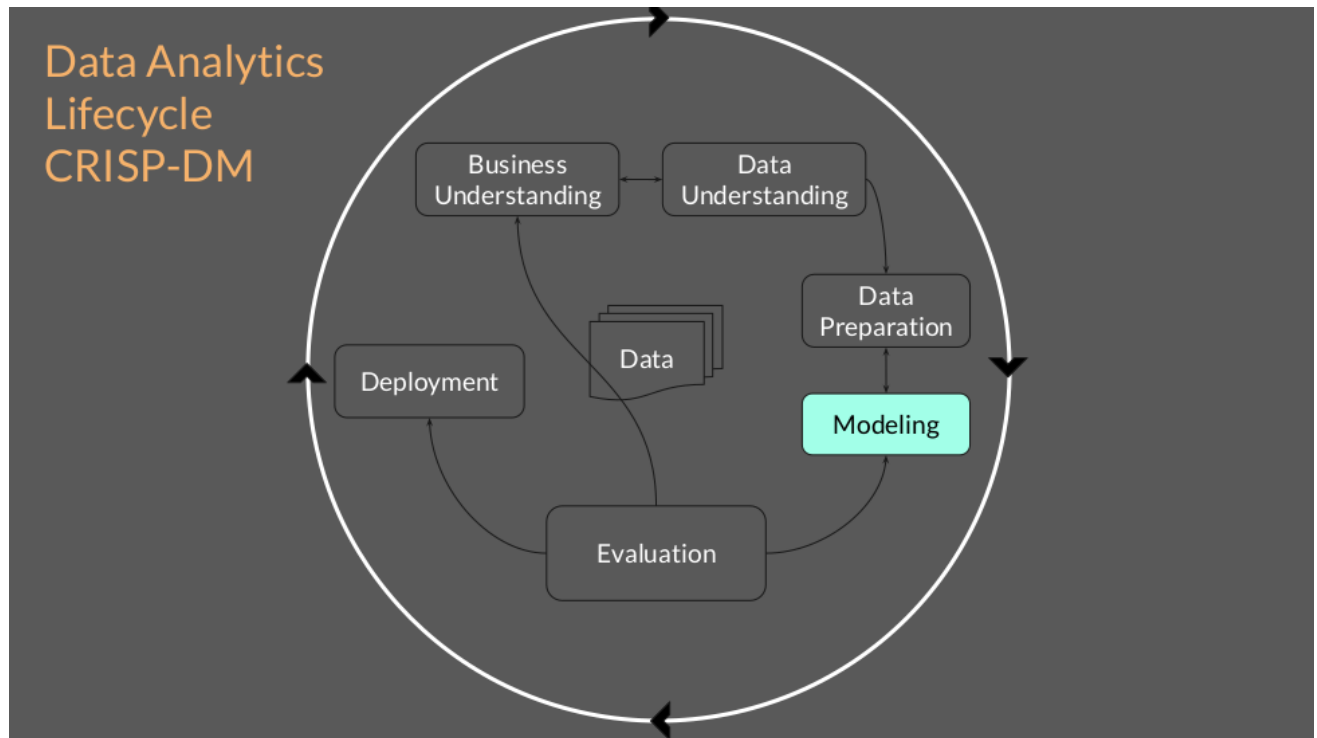 Data Analytics
Lifecycle
CRISP-DM
Business
Understanding
Data
Understanding
Data
Preparation
Data
Deployment
Modeling
Evaluation